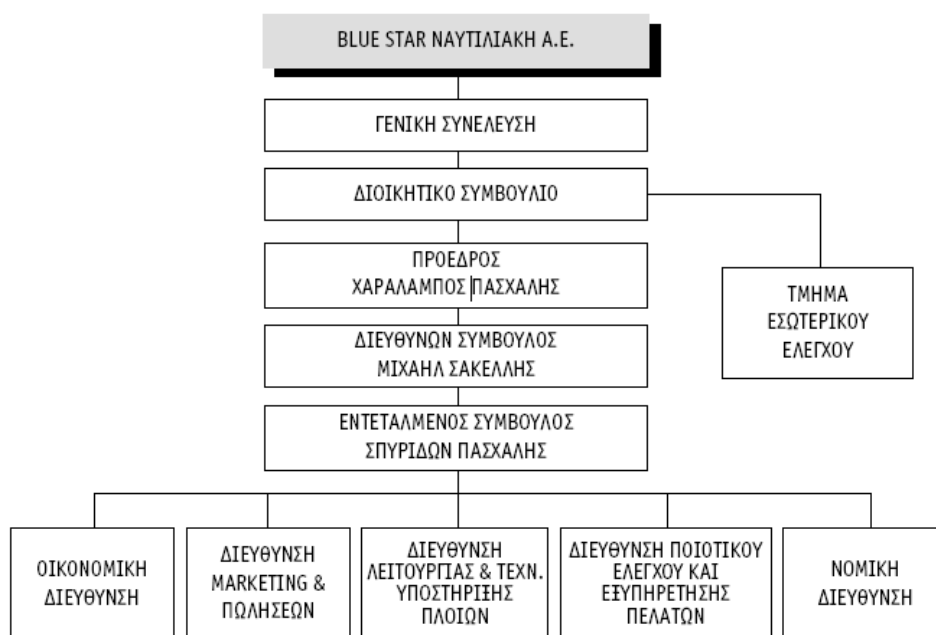 BLUE STAR ΝΑΥΤΙΛΙΑΚΗ Α.Ε.
ΓΕΝΙΚΗ ΣΥΝΕΛΕΥΣΗ
ΔΙΟΙΚΗΤΙΚΟ ΣΥΜΒΟΥΛΙΟ
ΠΡΟΕΔΡΟΣ
ΧΑΡΑΛΑΜΠΟΣ ΠΑΣΧΑΛΗΣ
ΤΜΗΜΑ
ΕΣΩΤΕΡΙΚΟΥ
ΕΛΕΓΧΟΥ
ΔΙΕΥΘΥΝΩΝ ΣΥΜΒΟΥΛΟΣ
ΜΙΧΑΗΛ ΣΑΚΕΛΛΗΣ
ΕΝΤΕΤΑΛΜΕΝΟΣ ΣΥΜΒΟΥΛΟΣ
ΣΠΥΡΙΔΩΝ ΠΑΣΧΑΛΗΣ
ΟΙΚΟΝΟΜΙΚΗ
ΔΙΕΥΘΥΝΣΗ
ΔΙΕΥΘΥΝΣΗ
MARKETING &
ΠΩΛΗΣΕΩΝ
ΔΙΕΥΘΥΝΣΗ
ΛΕΙΤΟΥΡΓΙΑΣ & ΤΕΧΝ.
ΥΠΟΣΤΗΡΙΞΗΣ
ΠΛΟΙΩΝ
ΔΙΕΥΘΥΝΣΗ ΠΟΙΟΤΙΚΟΥ
ΕΛΕΓΧΟΥ ΚΑΙ
ΕΞΥΠΗΡΕΤΗΣΗΣ
ΠΕΛΑΤΩΝ
ΝΟΜΙΚΗ
ΔΙΕΥΘΥΝΣΗ